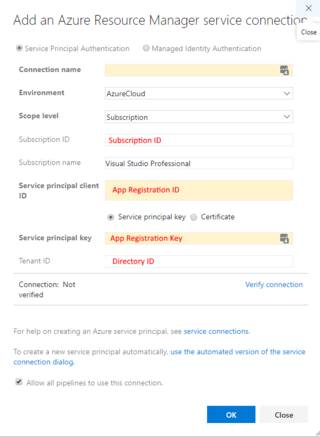 Add an Azure Resource Manager service connection
Close
Service Principal Authentication Managed Identity Authentication
Connection name
Environment AzureCloud
Scope level Subscription
Subscription ID Subscription ID
Subscription name Visual Studio Professional
Service principal client
ID
App Registration ID
Service principal key Certificate
Service principal key App Registration Key
Tenant ID Directory ID
Connection: Not
verified
Verify connection
For help on creating an Azure service principal, see service connections.
To create a new service principal automatically, use the automated version of the service
connection dialog.
Allow all pipelines to use this connection.
OK Close